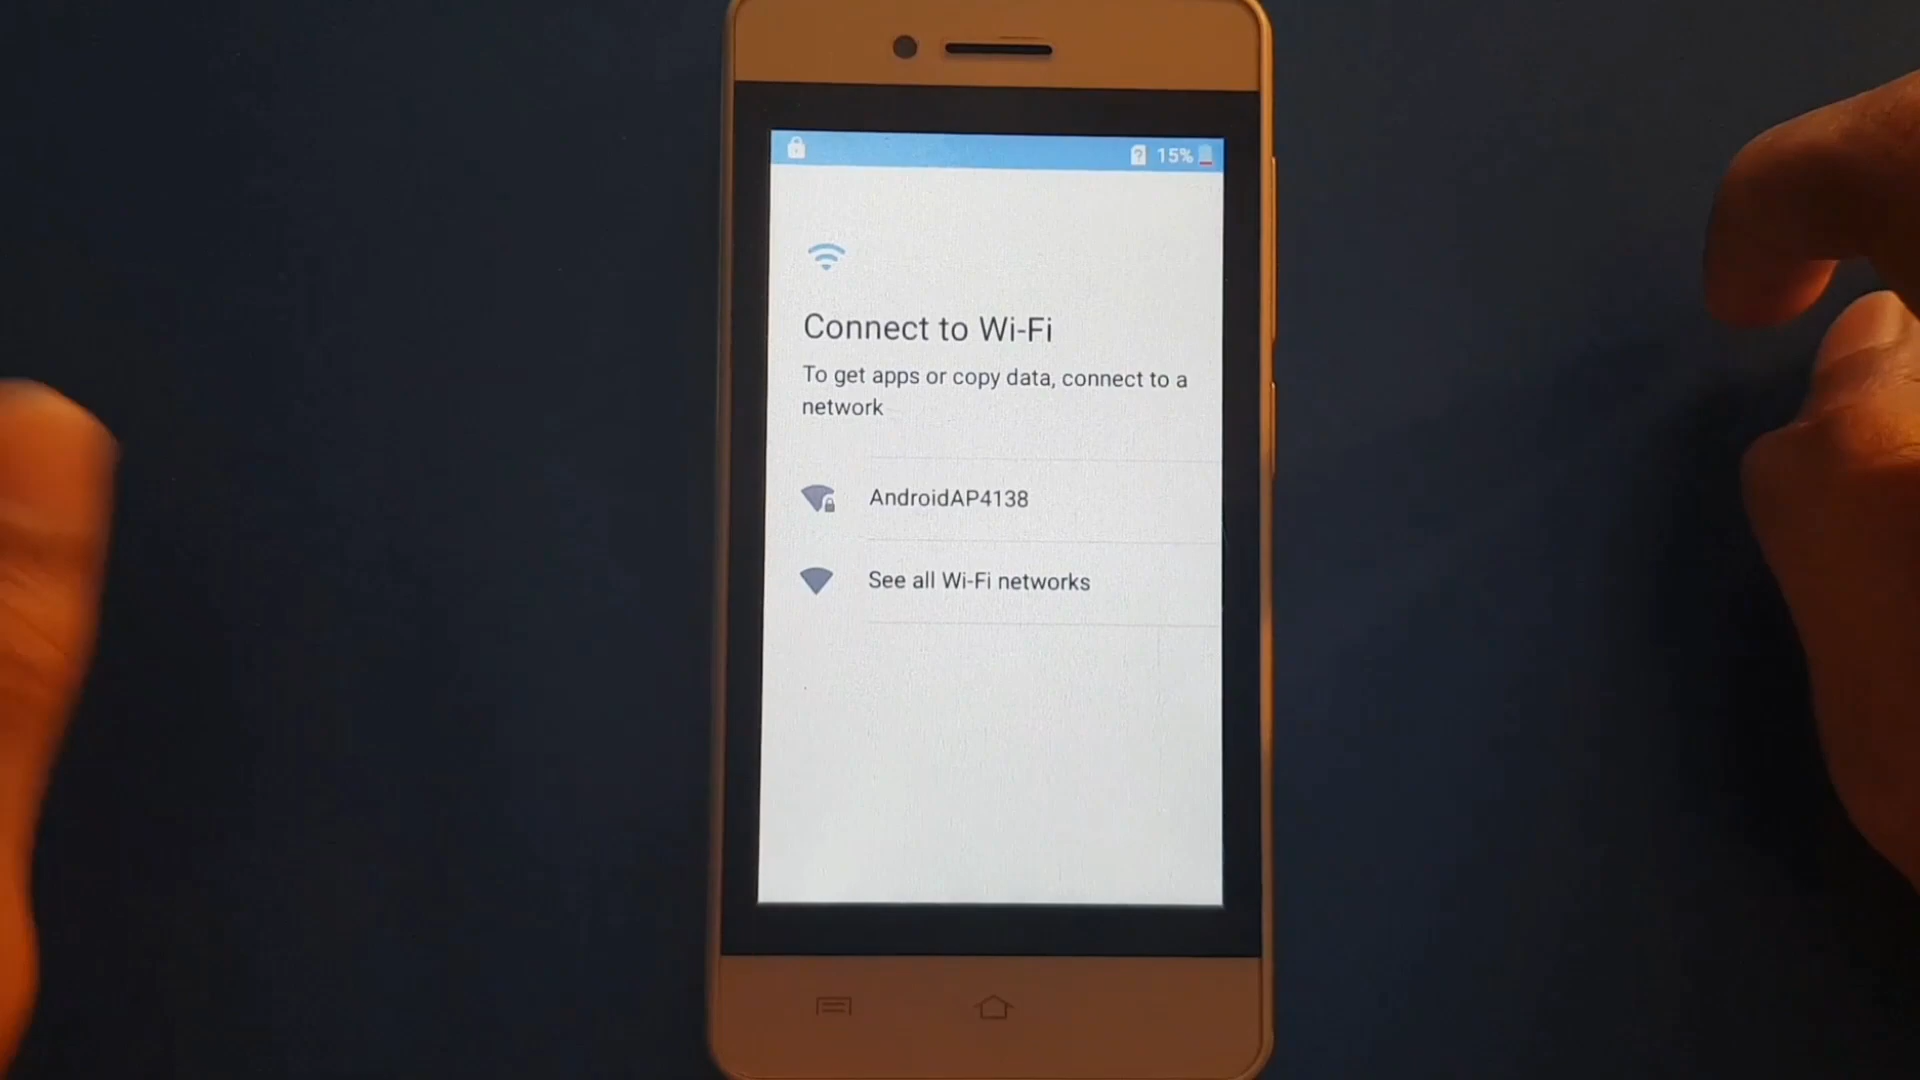 15%
Connect to Wi-Fi
To get apps or copy data, connect to a
network
AndroidAP4138
See all Wi-Fi networks